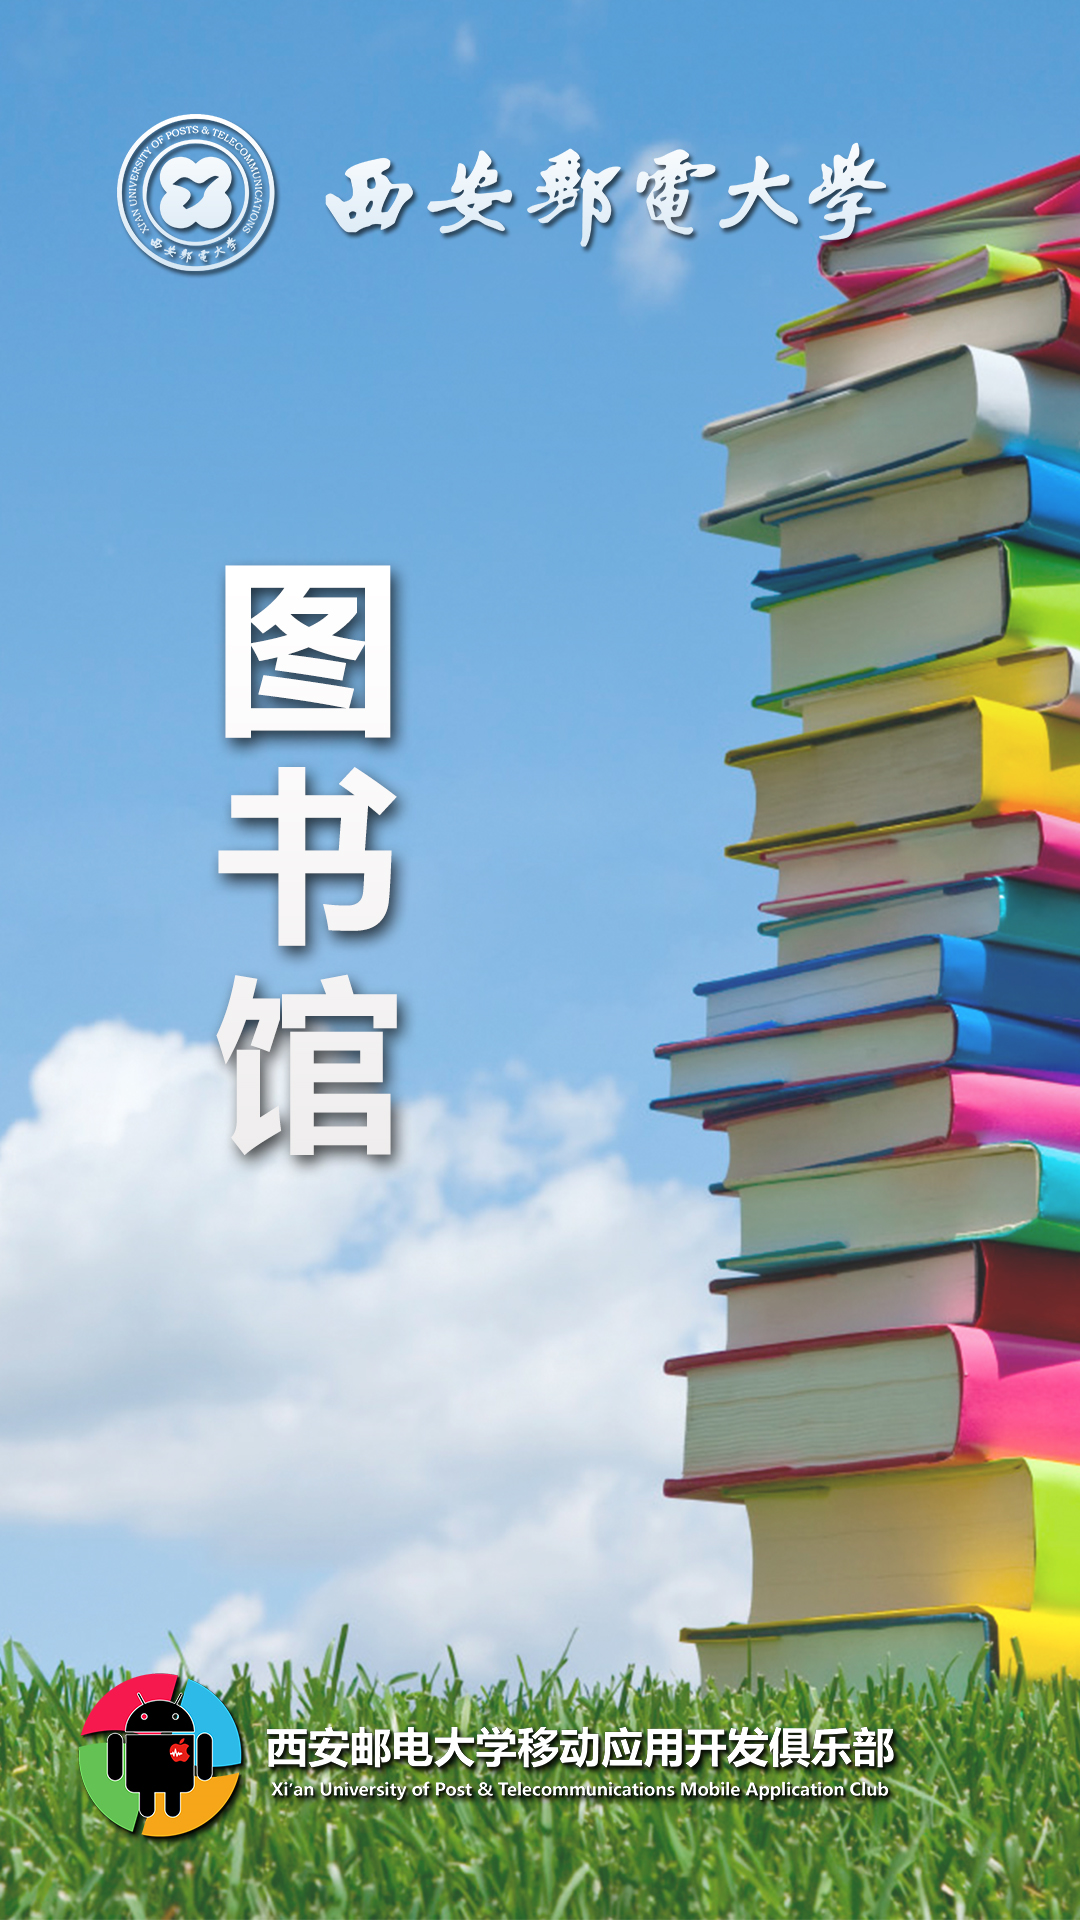 XI'AN UNIVERSITY OF POSTS & TELECOMMUNICATIONS
西安郵電大學
西安郵電大學
图
书
馆
西安邮电大学移动应用开发俱乐部
Xi'an University of Post & Telecommunications Mobile Application Club